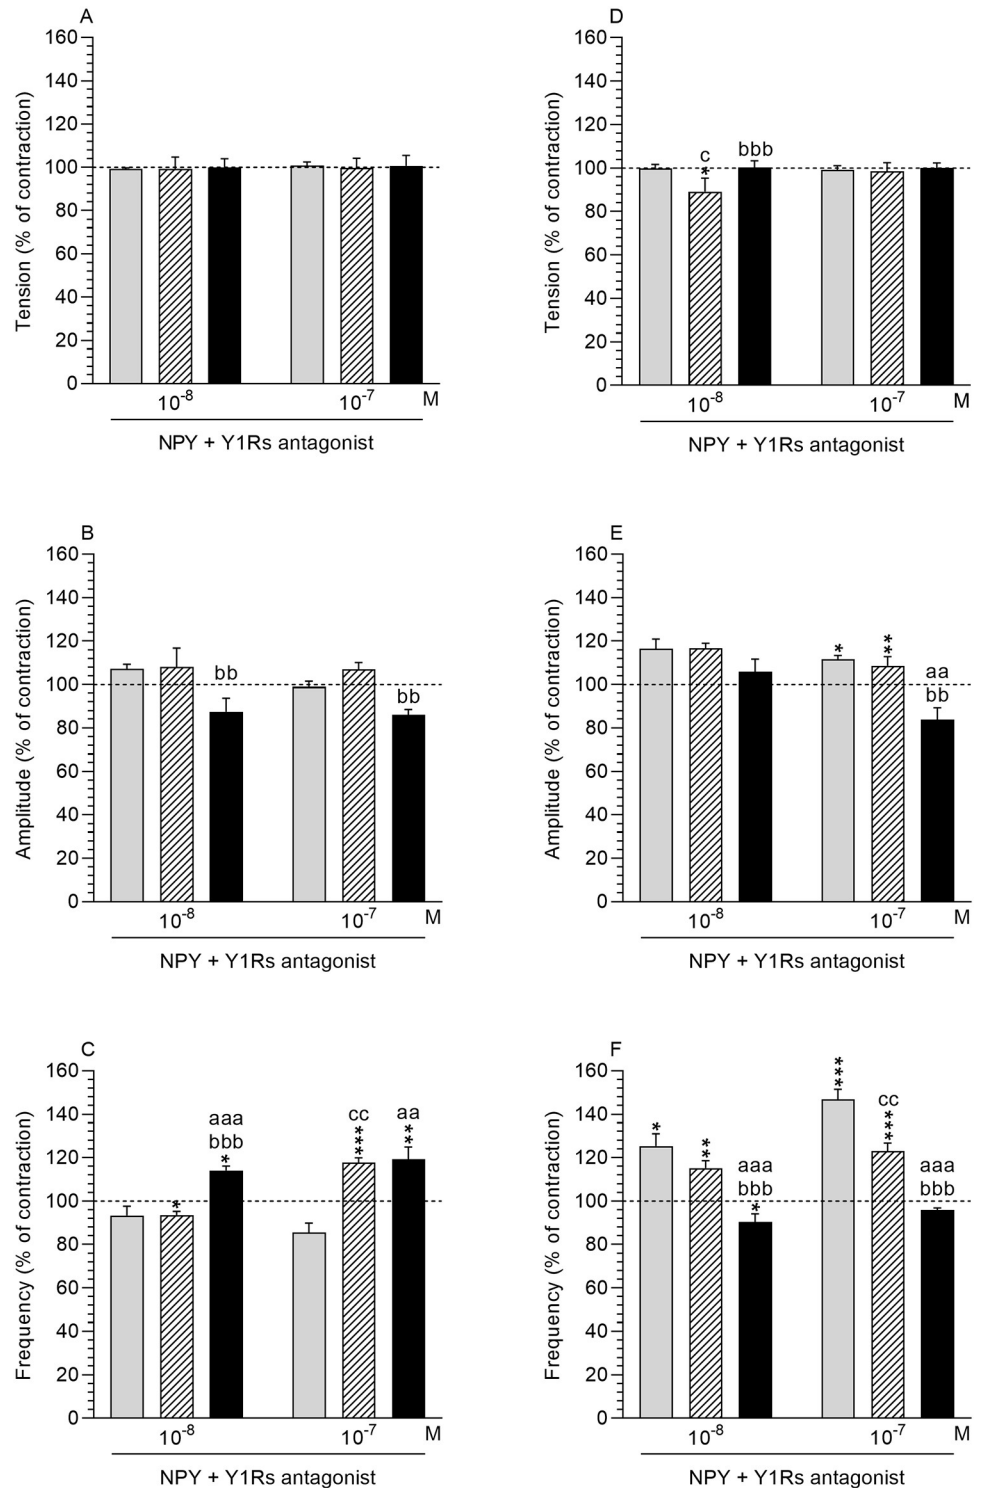 A
160
140
120
100
80
60
40
20
0
Tension (% of contraction)
10-8
10-7
M
NPY + Y1Rs antagonist
D
160
140
120
100
80
60
40
20
0
Tension (% of contraction)
c
*
bbb
10-8
10-7
M
NPY + Y1Rs antagonist
B
160
140
120
100
80
60
40
20
0
Amplitude (% of contraction)
bb
bb
10-8
10-7
M
NPY + Y1Rs antagonist
E
160
140
120
100
80
60
40
20
0
Amplitude (% of contraction)
*
**
aa
bb
10-8
10-7
M
NPY + Y1Rs antagonist
C
160
140
120
100
80
60
40
20
0
Frequency (% of contraction)
*
aaa
bbb
*
cc
***
aa
**
10-8
10-7
M
NPY + Y1Rs antagonist
F
160
140
120
100
80
60
40
20
0
Frequency (% of contraction)
*
**
aaa
bbb
*
***
cc
***
aaa
bbb
10-8
10-7
M
NPY + Y1Rs antagonist